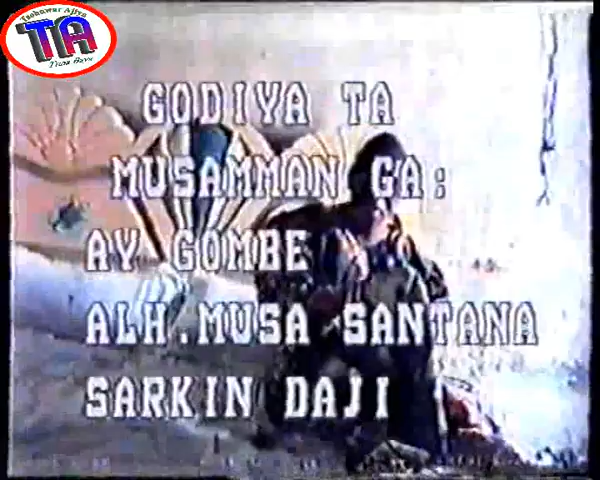 TA
GODIYA TA
MUSAMMAN GA:
AY GOMBE
ALH.MUSA SANTANA
SARKIN DAJI